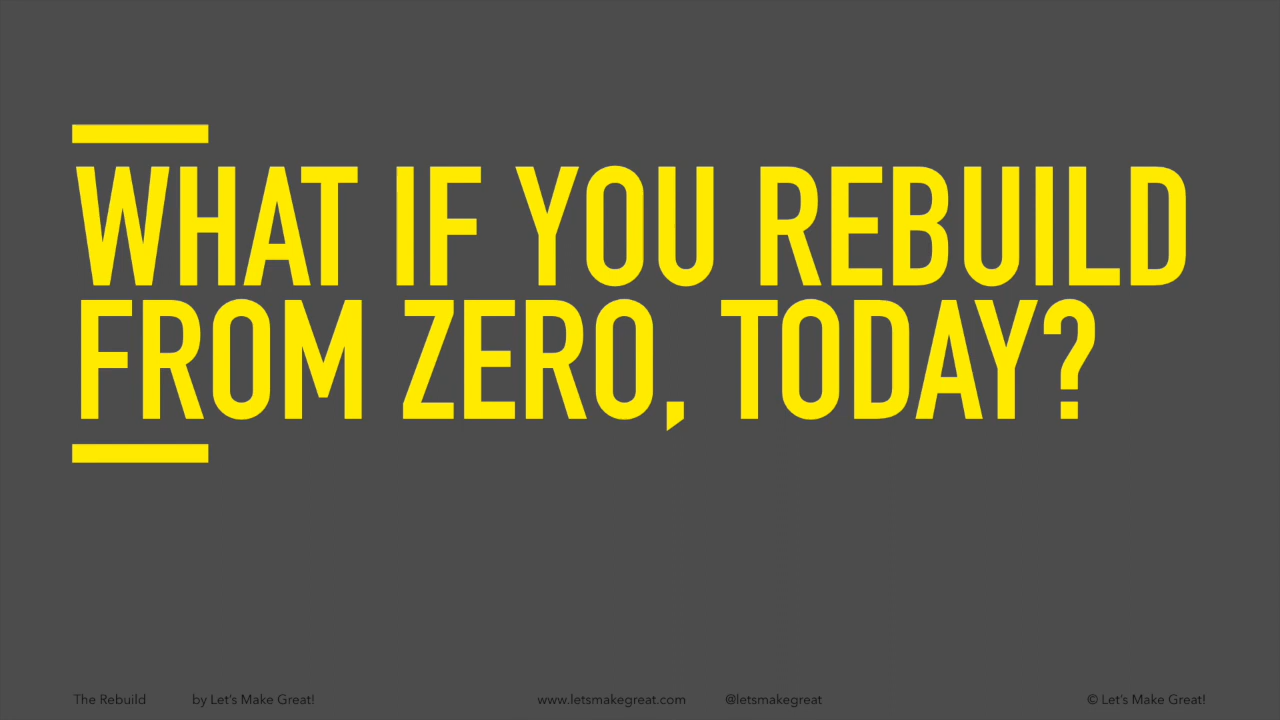 WHAT IF YOU REBUILD
FROM ZERO, TODAY?
The Rebuild by Let's Make Great! www.letsmakegreat.com @letsmakegreat © Let's Make Great!